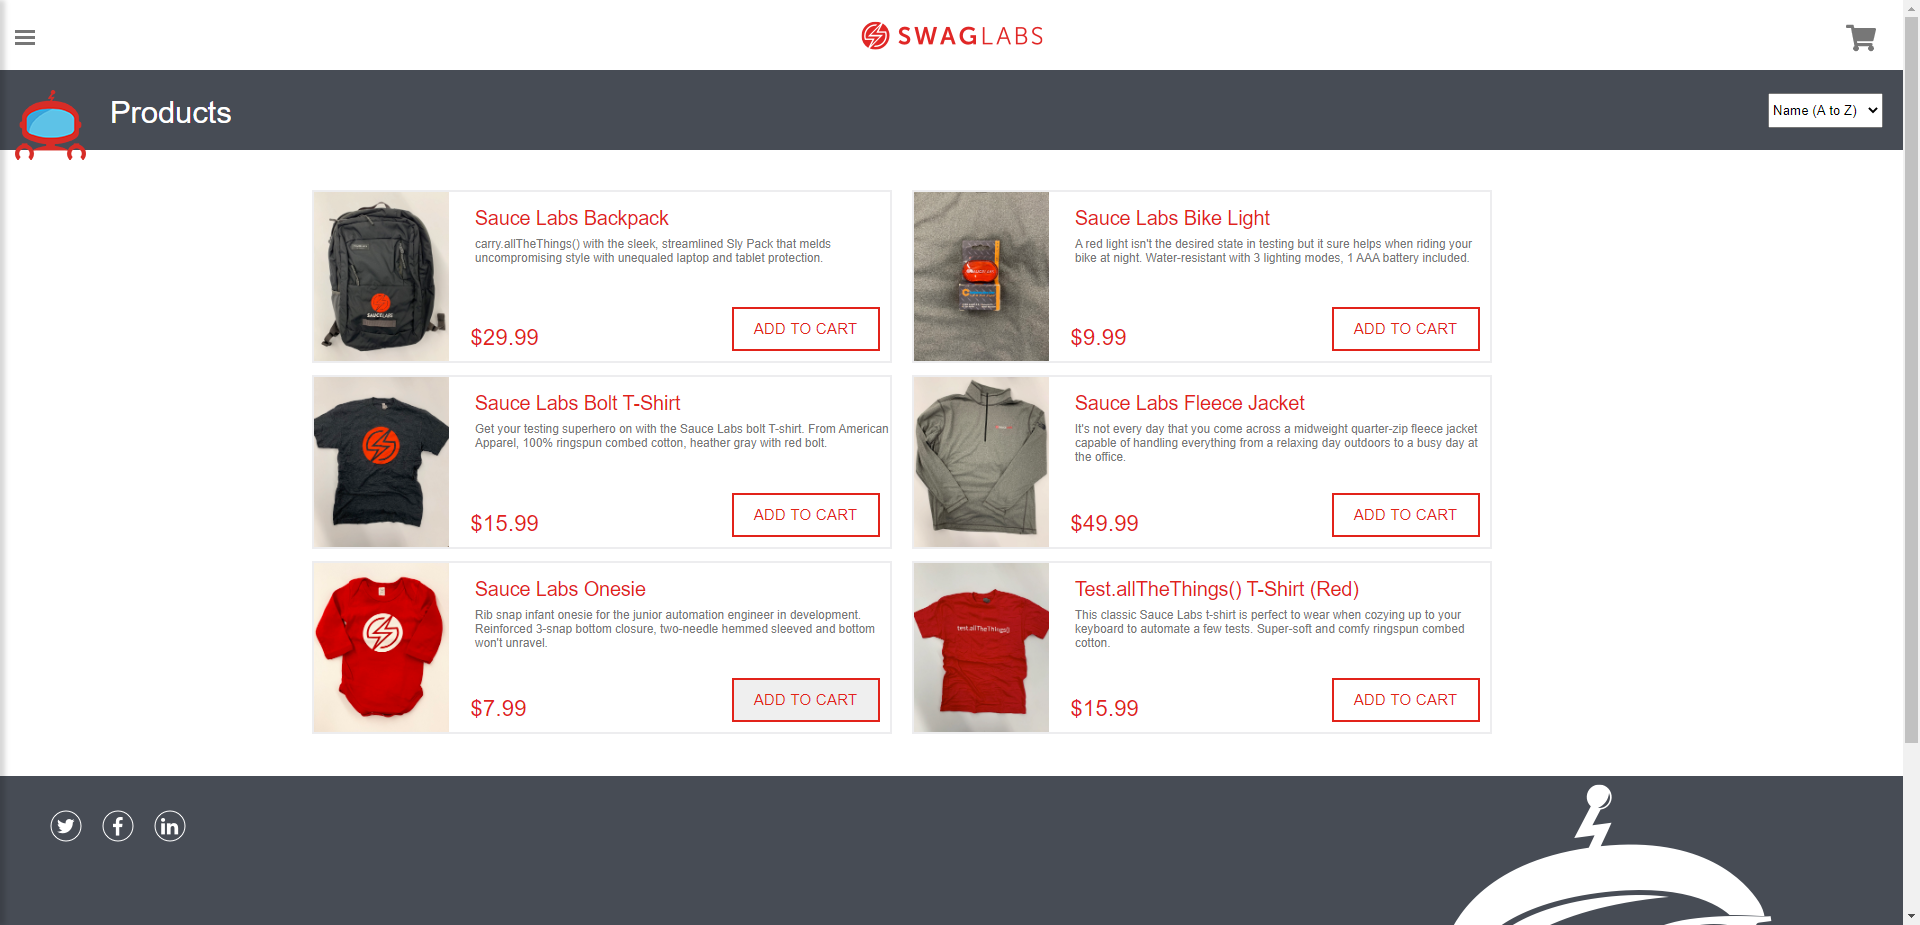 SWAGLABS
Products
Name (A to Z)
Sauce Labs Backpack
carry.allTheThings() with the sleek, streamlined Sly Pack that melds
uncompromising style with unequaled laptop and tablet protection.
$29.99
ADD TO CART
SAUCELABS
Sauce Labs Bike Light
A red light isn't the desired state in testing but it sure helps when riding your
bike at night. Water-resistant with 3 lighting modes, 1 AAA battery included.
$9.99
ADD TO CART
Sauce Labs Bolt T-Shirt
Get your testing superhero on with the Sauce Labs bolt T-shirt. From American
Apparel, 100% ringspun combed cotton, heather gray with red bolt.
$15.99
ADD TO CART
Sauce Labs Fleece Jacket
It's not every day that you come across a midweight quarter-zip fleece jacket
capable of handling everything from a relaxing day outdoors to a busy day at
the office.
$49.99
ADD TO CART
Sauce Labs Onesie
Rib snap infant onesie for the junior automation engineer in development.
Reinforced 3-snap bottom closure, two-needle hemmed sleeved and bottom
won't unravel.
$7.99
ADD TO CART
test.allTheThings()
Test.allTheThings() T-Shirt (Red)
This classic Sauce Labs t-shirt is perfect to wear when cozying up to your
keyboard to automate a few tests. Super-soft and comfy ringspun combed
cotton.
$15.99
ADD TO CART